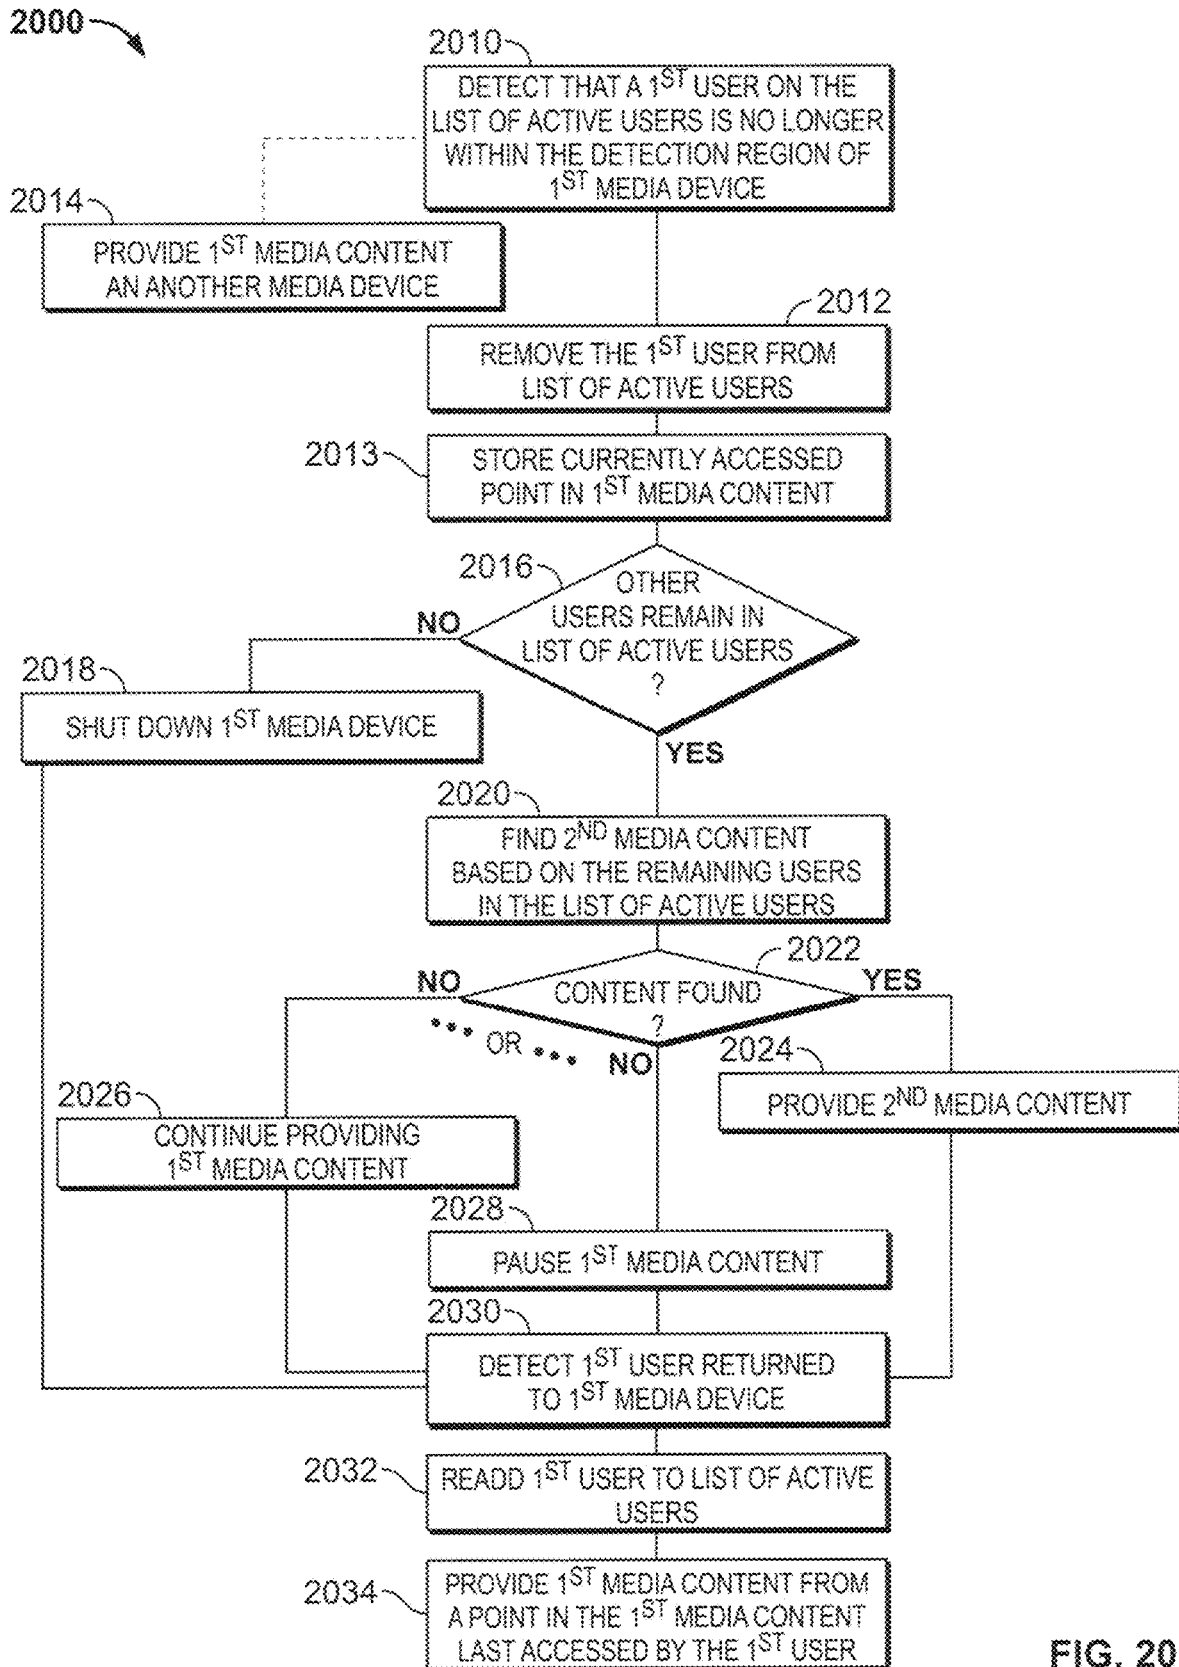 2000
2010
DETECT THAT A 1ST USER ON THE
LIST OF ACTIVE USERS IS NO LONGER
WITHIN THE DETECTION REGION OF
1ST MEDIA DEVICE
2014
PROVIDE 1ST MEDIA CONTENT
AN ANOTHER MEDIA DEVICE
2012
REMOVE THE 1ST USER FROM
LIST OF ACTIVE USERS
2013
STORE CURRENTLY ACCESSED
POINT IN 1ST MEDIA CONTENT
2016
OTHER
USERS REMAIN IN
LIST OF ACTIVE USERS
?
NO
YES
2018
SHUT DOWN 1ST MEDIA DEVICE
2020
FIND 2ND MEDIA CONTENT
BASED ON THE REMAINING USERS
IN THE LIST OF ACTIVE USERS
2022
CONTENT FOUND
?
NO
YES
••• OR •••
NO
2024
PROVIDE 2ND MEDIA CONTENT
2026
CONTINUE PROVIDING
1ST MEDIA CONTENT
2028
PAUSE 1ST MEDIA CONTENT
2030
DETECT 1ST USER RETURNED
TO 1ST MEDIA DEVICE
2032
READD 1ST USER TO LIST OF ACTIVE
USERS
2034
PROVIDE 1ST MEDIA CONTENT FROM
A POINT IN THE 1ST MEDIA CONTENT
LAST ACCESSED BY THE 1ST USER
FIG. 20